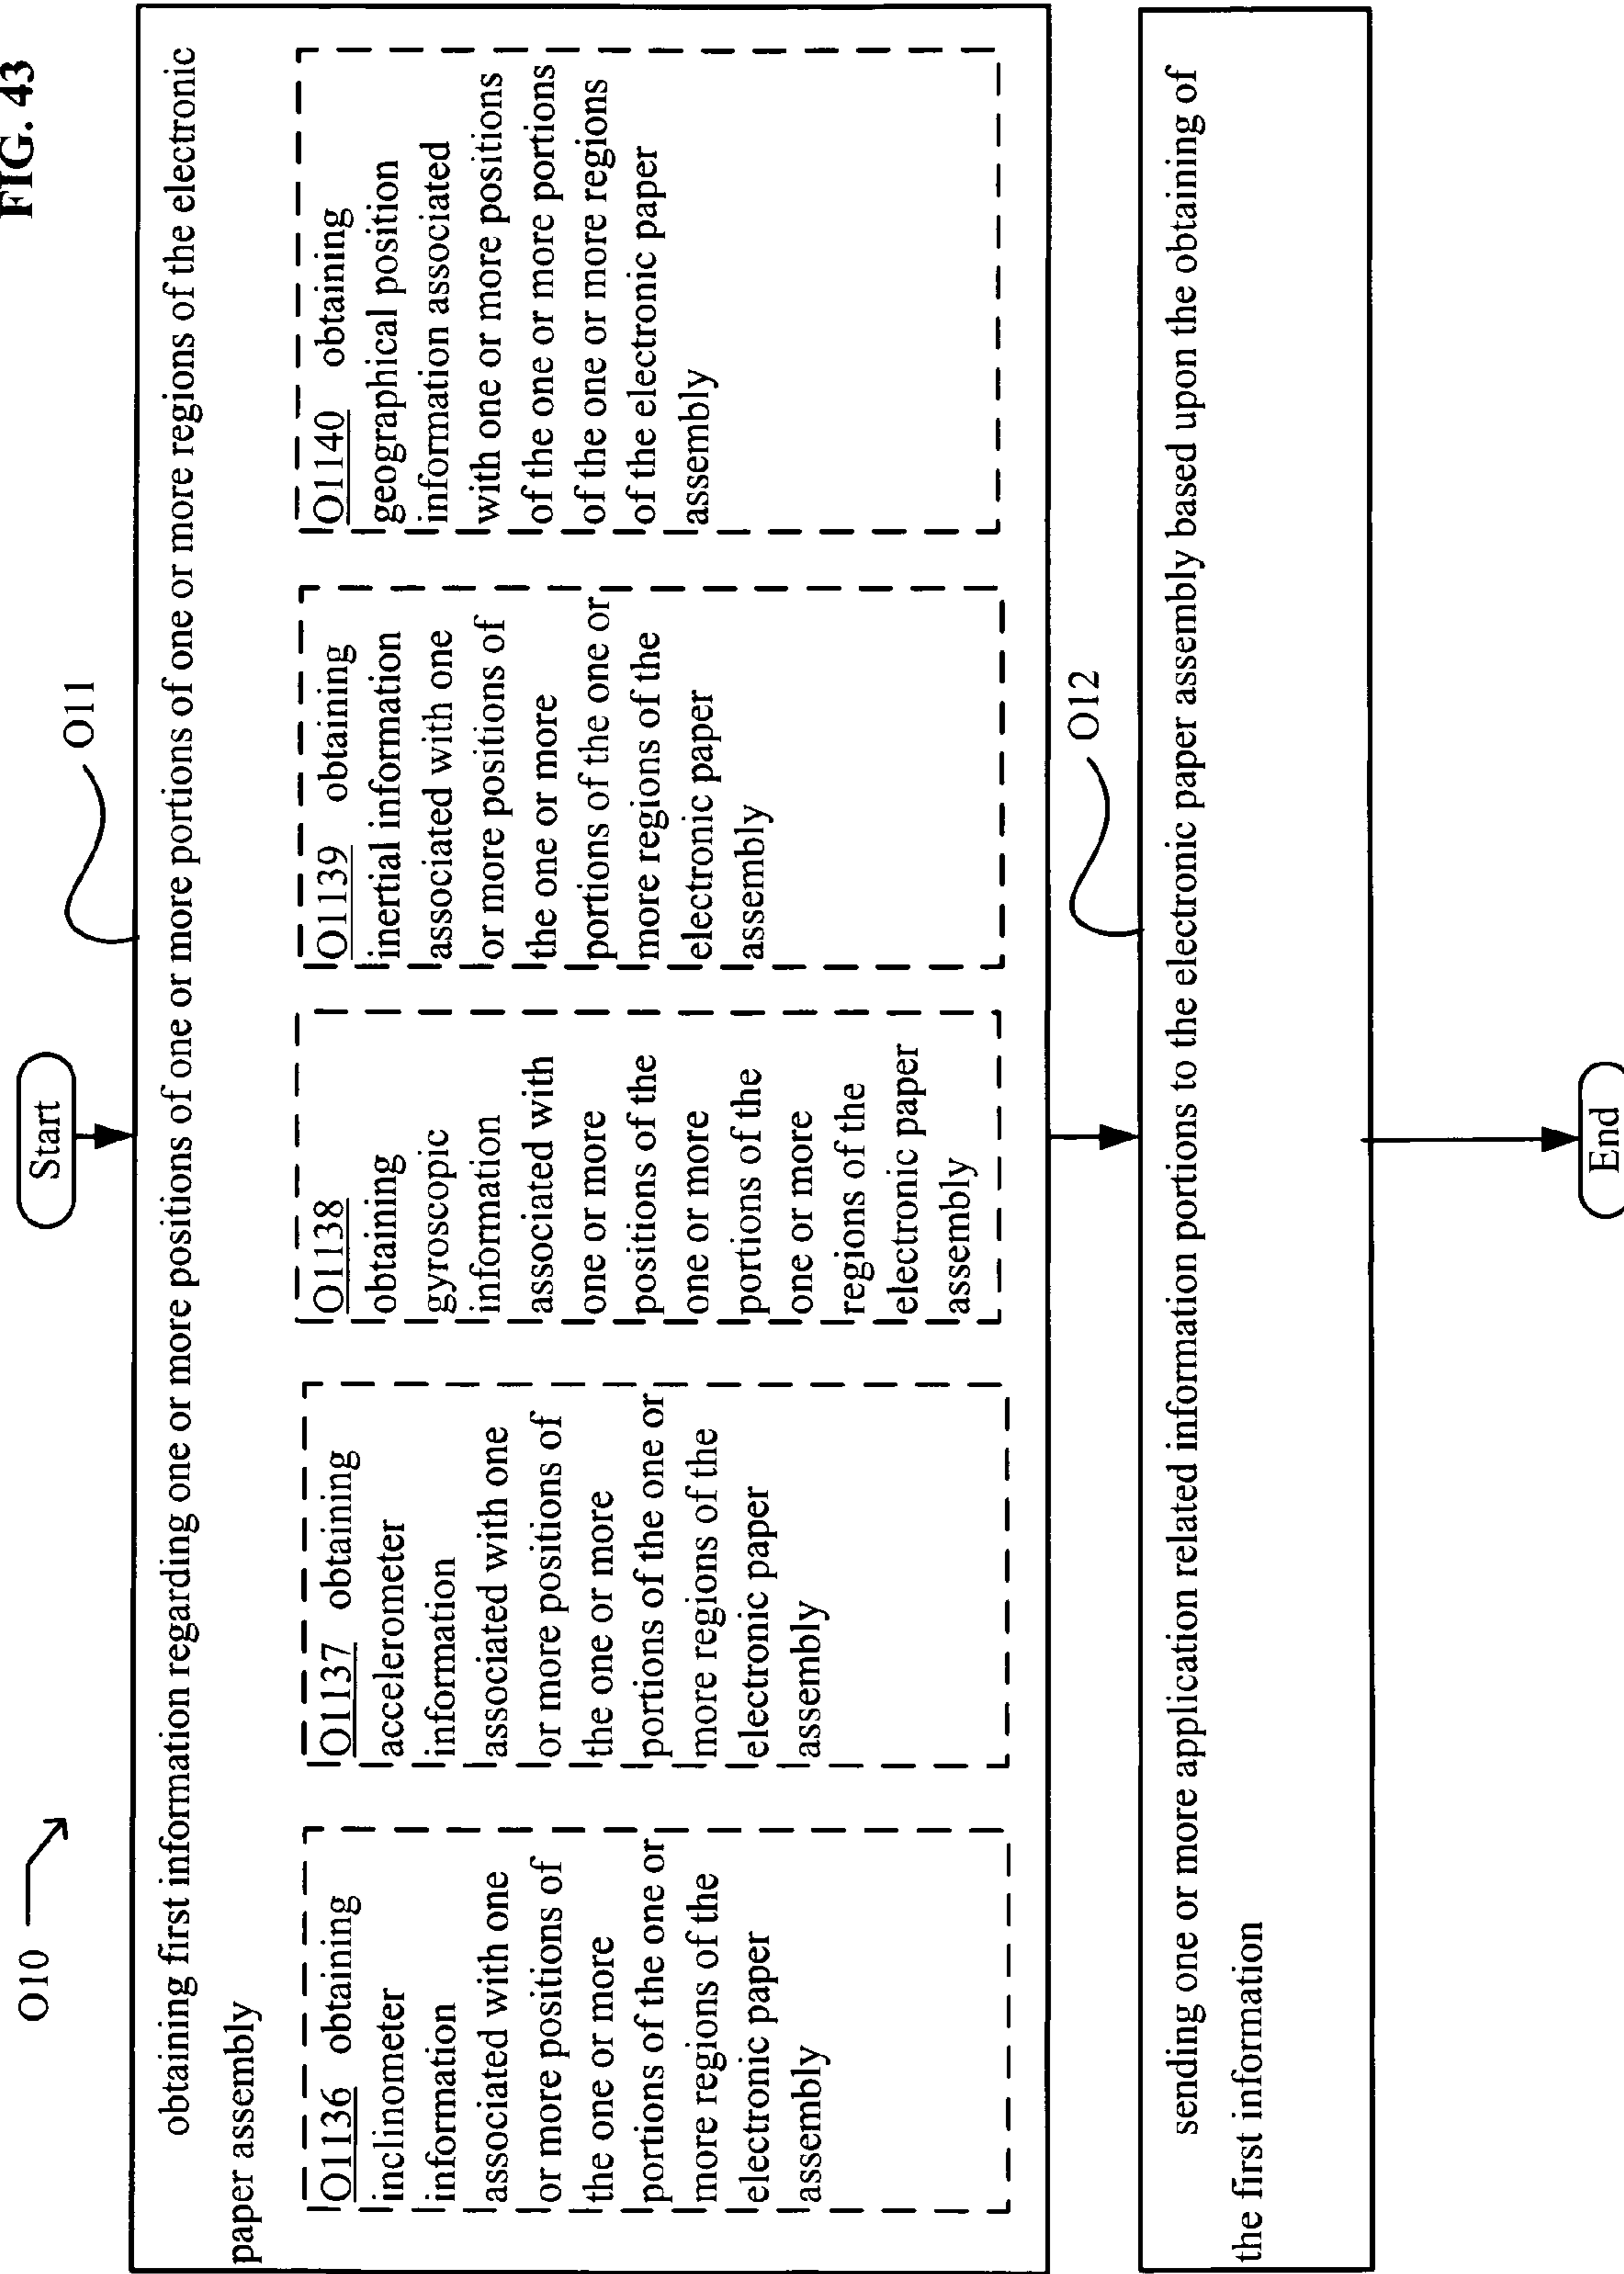 FIG. 43
O10
Start
O11
obtaining first information regarding one or more positions of one or more portions of one or more regions of the electronic
paper assembly
O1136 obtaining
inclinometer
information
associated with one
or more positions of
the one or more
portions of the one or
more regions of the
electronic paper
assembly
O1137 obtaining
accelerometer
information
associated with one
or more positions of
the one or more
portions of the one or
more regions of the
electronic paper
assembly
O1138
obtaining
gyroscopic
information
associated with
one or more
positions of the
one or more
portions of the
one or more
regions of the
electronic paper
assembly
O1139 obtaining
inertial information
associated with one
or more positions of
the one or more
portions of the one or
more regions of the
electronic paper
assembly
O1140 obtaining
geographical position
information associated
with one or more positions
of the one or more portions
of the one or more regions
of the electronic paper
assembly
O12
sending one or more application related information portions to the electronic paper assembly based upon the obtaining of
the first information
End